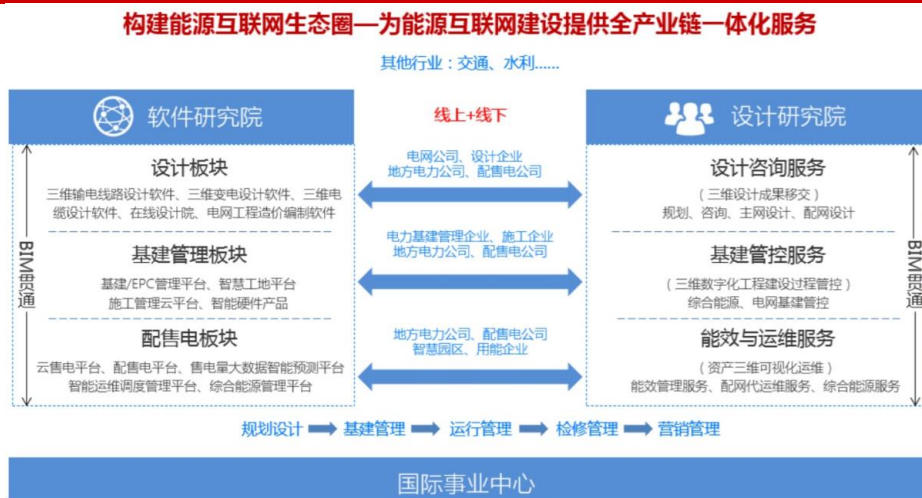 构建能源互联网生态圈—为能源互联网建设提供全产业链一体化服务
其他行业：交通、水利......
软件研究院
线上+线下
设计研究院
BIM贯通
设计板块
三维输电线路设计软件、三维变电设计软件、三维电
缆设计软件、在线设计院、电网工程造价编制软件
电网公司、设计企业
地方电力公司、配售电公司
设计咨询服务
（三维设计成果移交）
规划、咨询、主网设计、配网设计
基建管理板块
基建/EPC管理平台、智慧工地平台
施工管理云平台、智能硬件产品
电力基建管理企业、施工企业
地方电力公司、配售电公司
基建管控服务
（三维数字化工程建设过程管控）
综合能源、电网基建管控
配售电板块
云售电平台、配售电平台、售电量大数据智能预测平台
智能运维调度管理平台、综合能源管理平台
地方电力公司、配售电公司
智慧园区、用能企业
能效与运维服务
（资产三维可视化运维）
能效管理服务、配网代运维服务、综合能源服务
BIM贯通
规划设计 基建管理 运行管理 检修管理 营销管理
国际事业中心